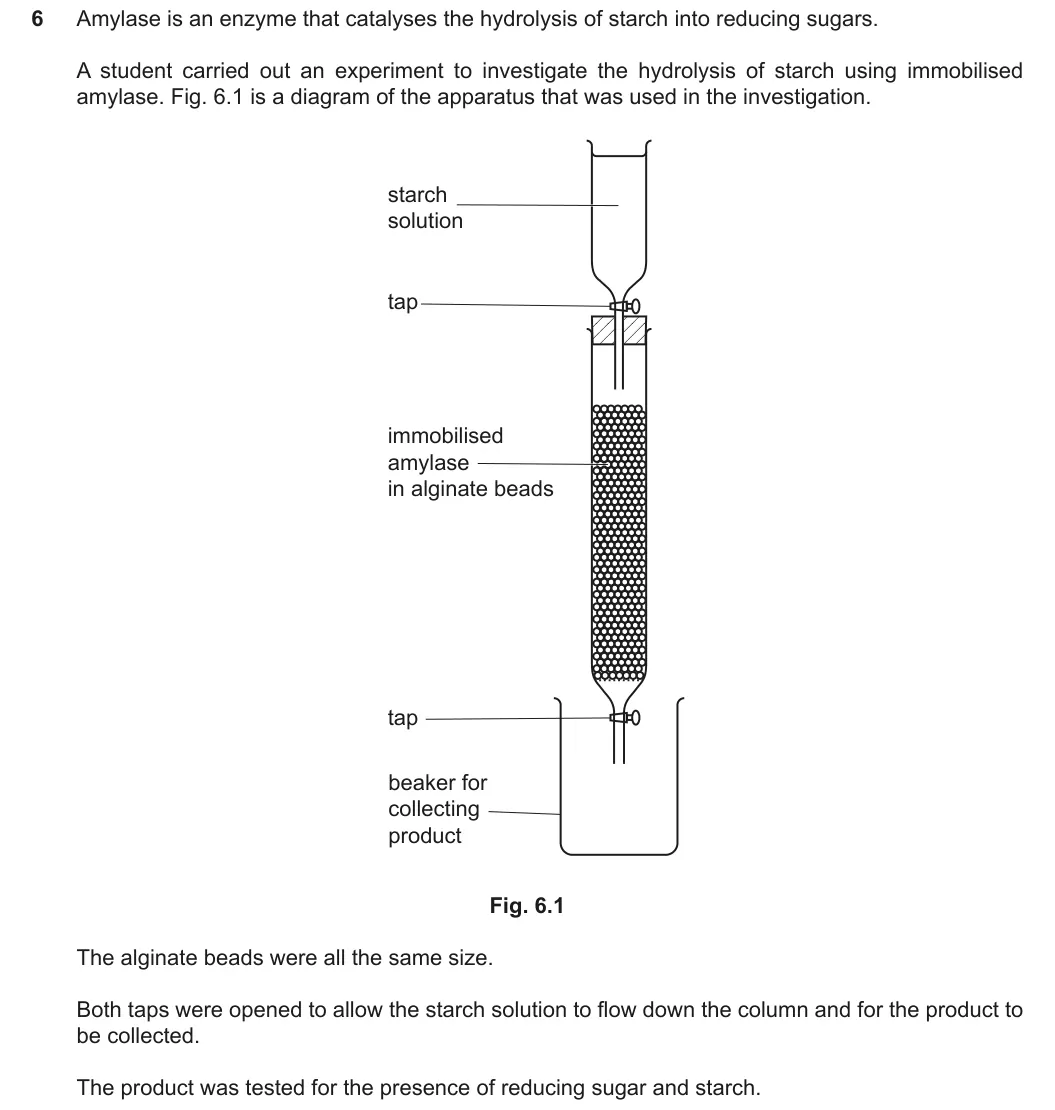 6 Amylase is an enzyme that catalyses the hydrolysis of starch into reducing sugars.
A student carried out an experiment to investigate the hydrolysis of starch using immobilised
amylase. Fig. 6.1 is a diagram of the apparatus that was used in the investigation.
starch
solution
tap
immobilised
amylase
in alginate beads
tap
beaker for
collecting
product
Fig. 6.1
The alginate beads were all the same size.
Both taps were opened to allow the starch solution to flow down the column and for the product to
be collected.
The product was tested for the presence of reducing sugar and starch.